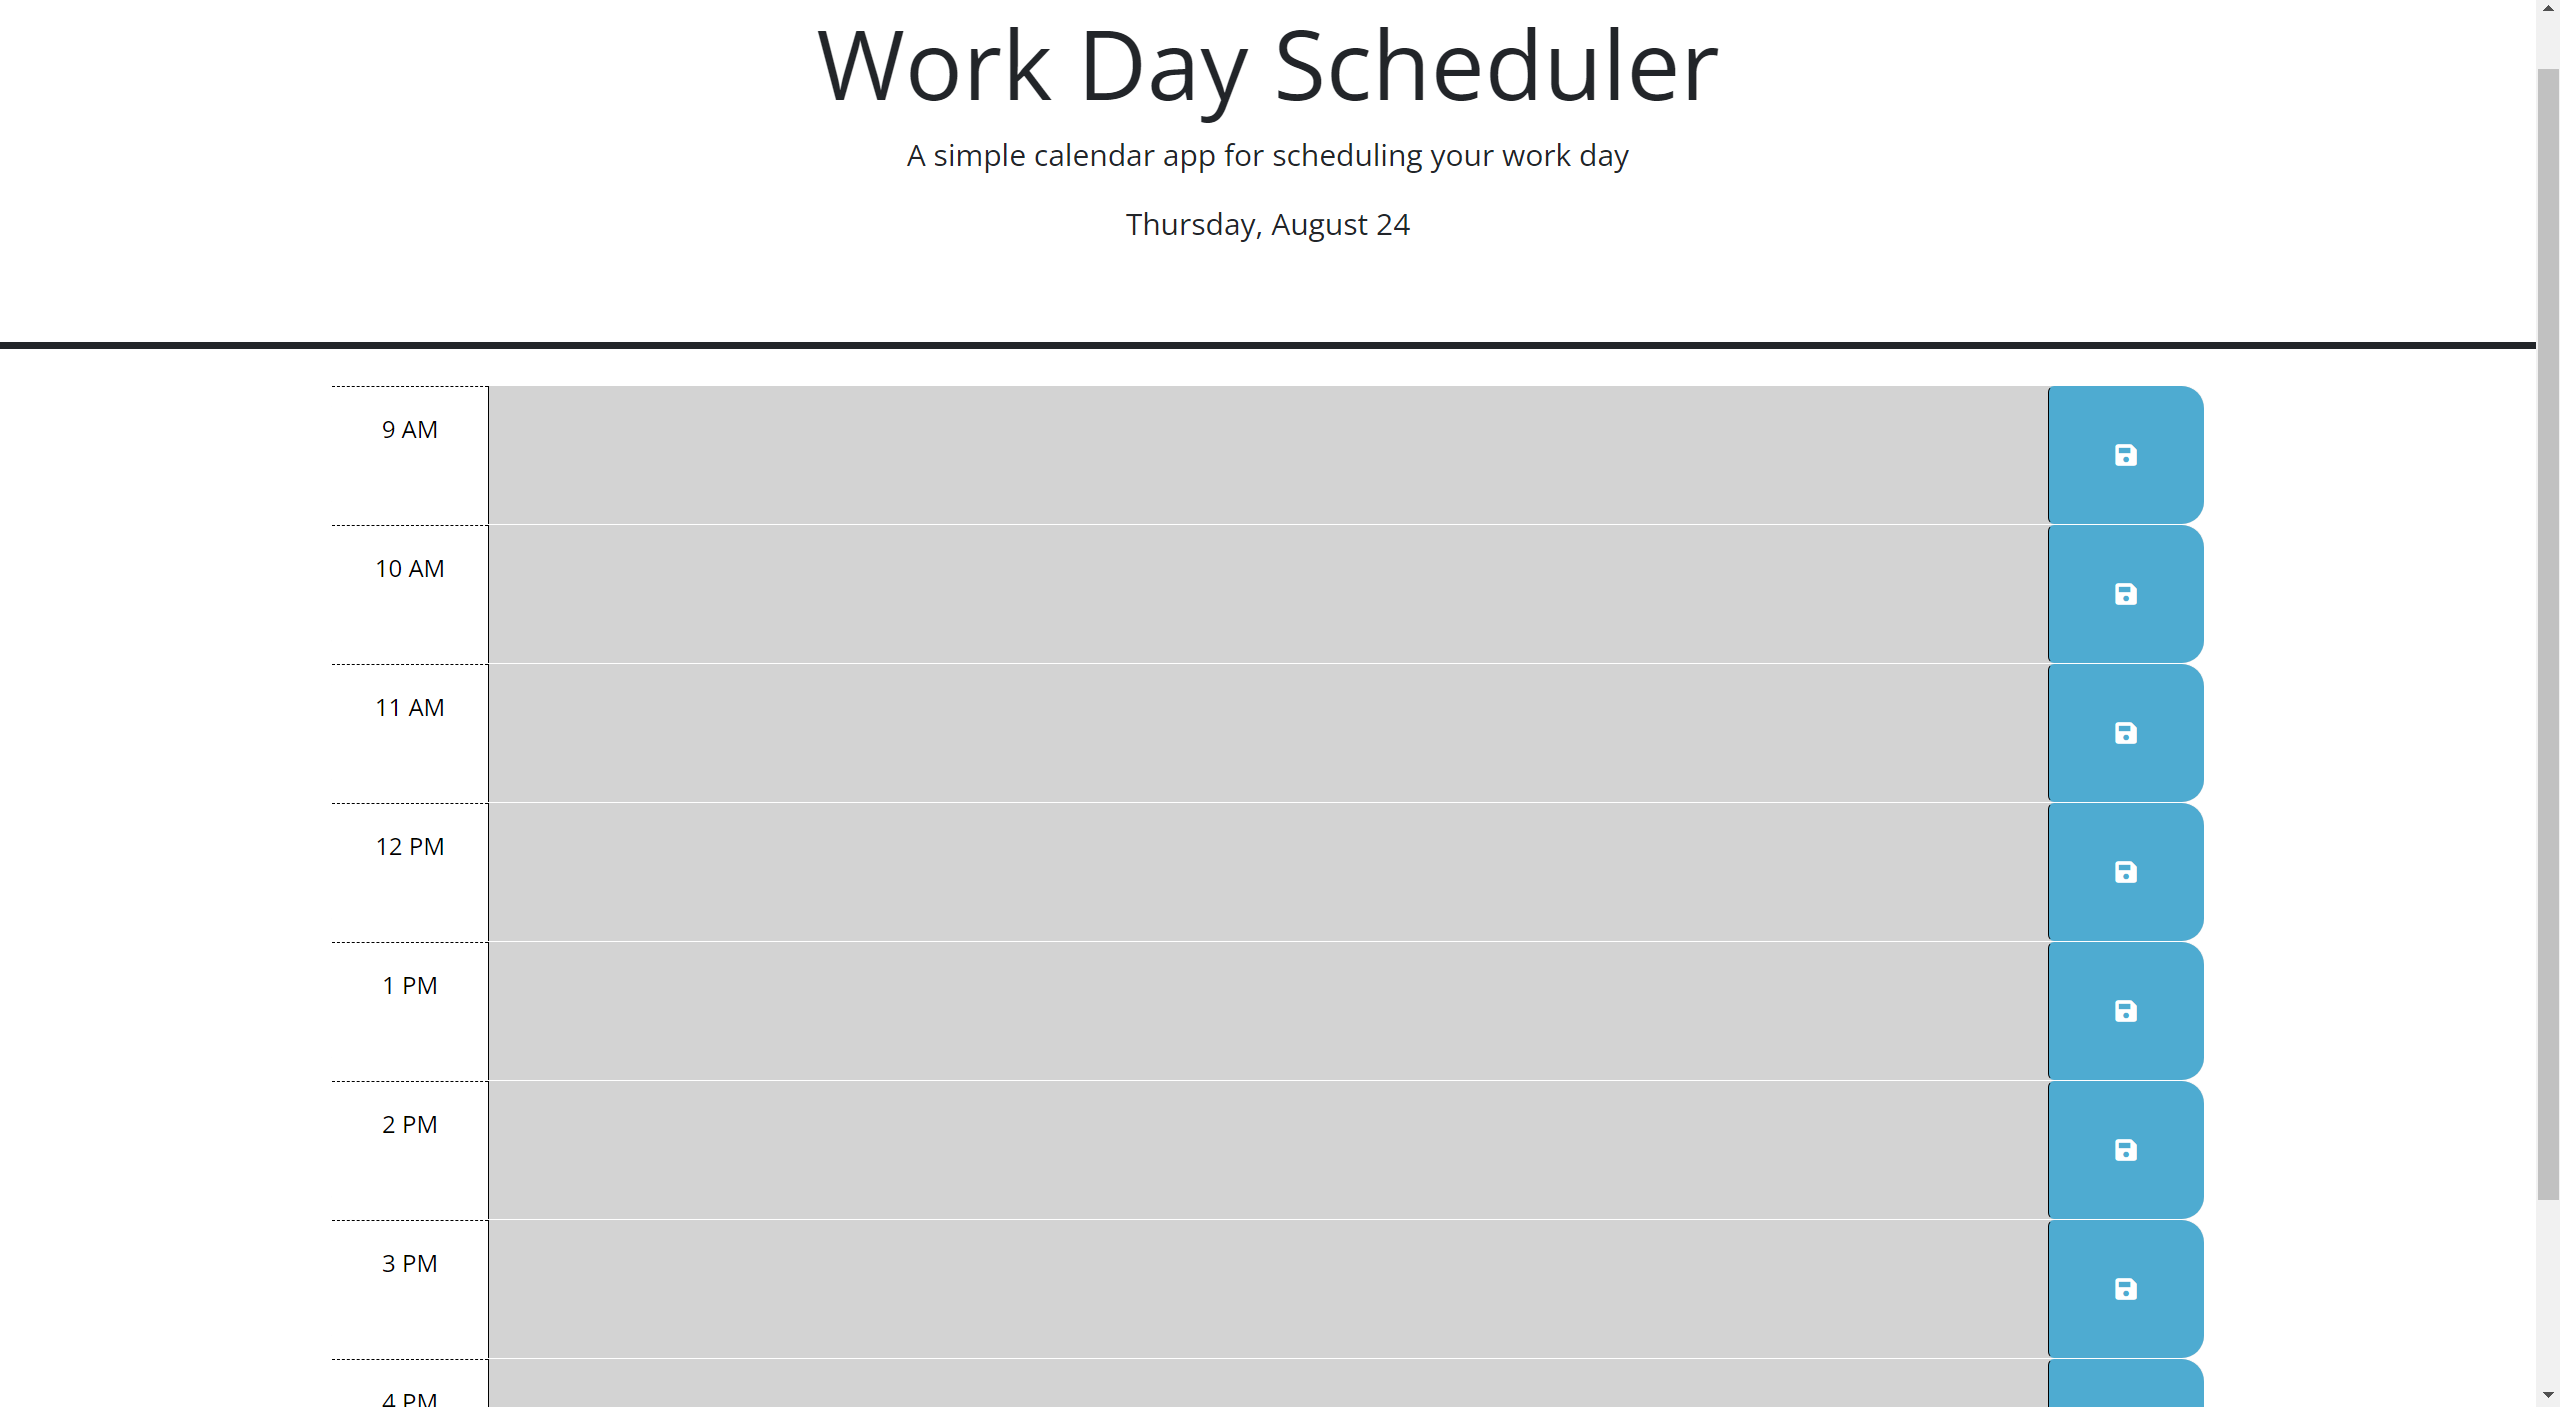 Work Day Scheduler
A simple calendar app for scheduling your work day
Thursday, August 24
9 AM
10 AM
11 AM
12 PM
1 PM
2 PM
3 PM
4 PM